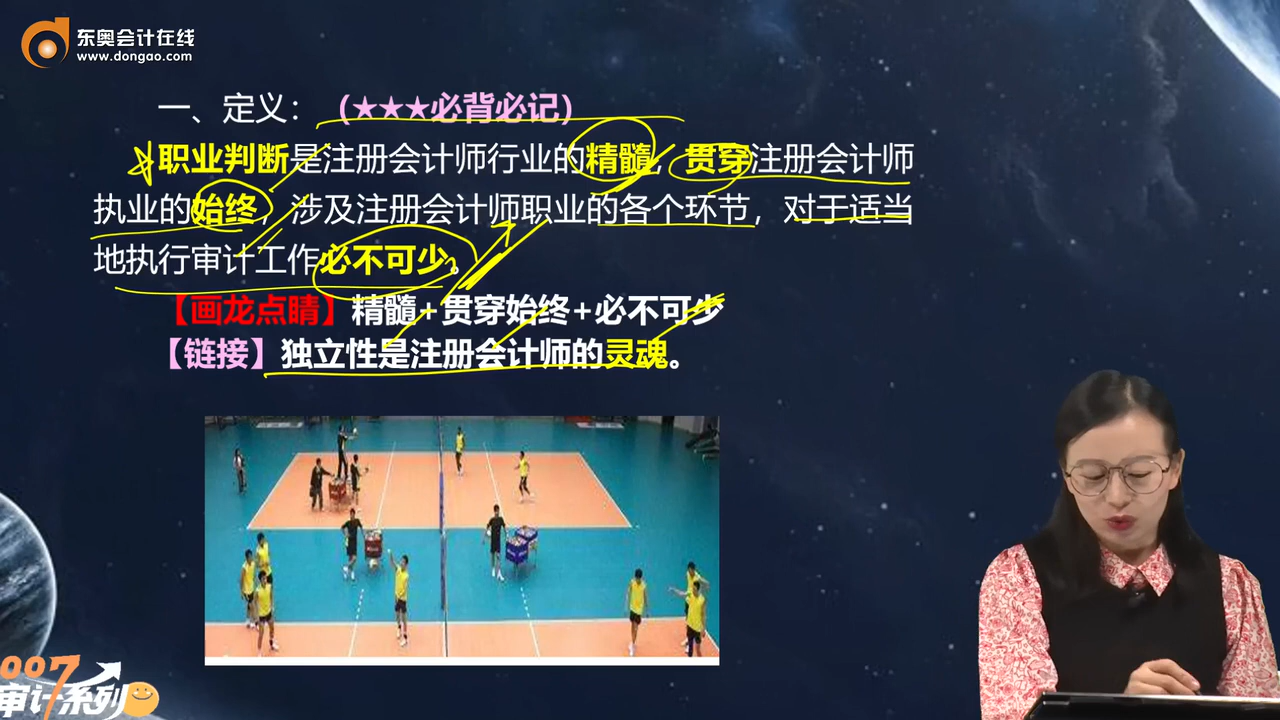 东奥会计在线
www.dongao.com
一、定义：（★★★必背必记）
职业判断是注册会计师行业的精髓，贯穿注册会计师
执业的始终，涉及注册会计师职业的各个环节，对于适当
地执行审计工作必不可少。
【画龙点睛】精髓+贯穿始终+必不可少
【链接】独立性是注册会计师的灵魂。
007
审计系列